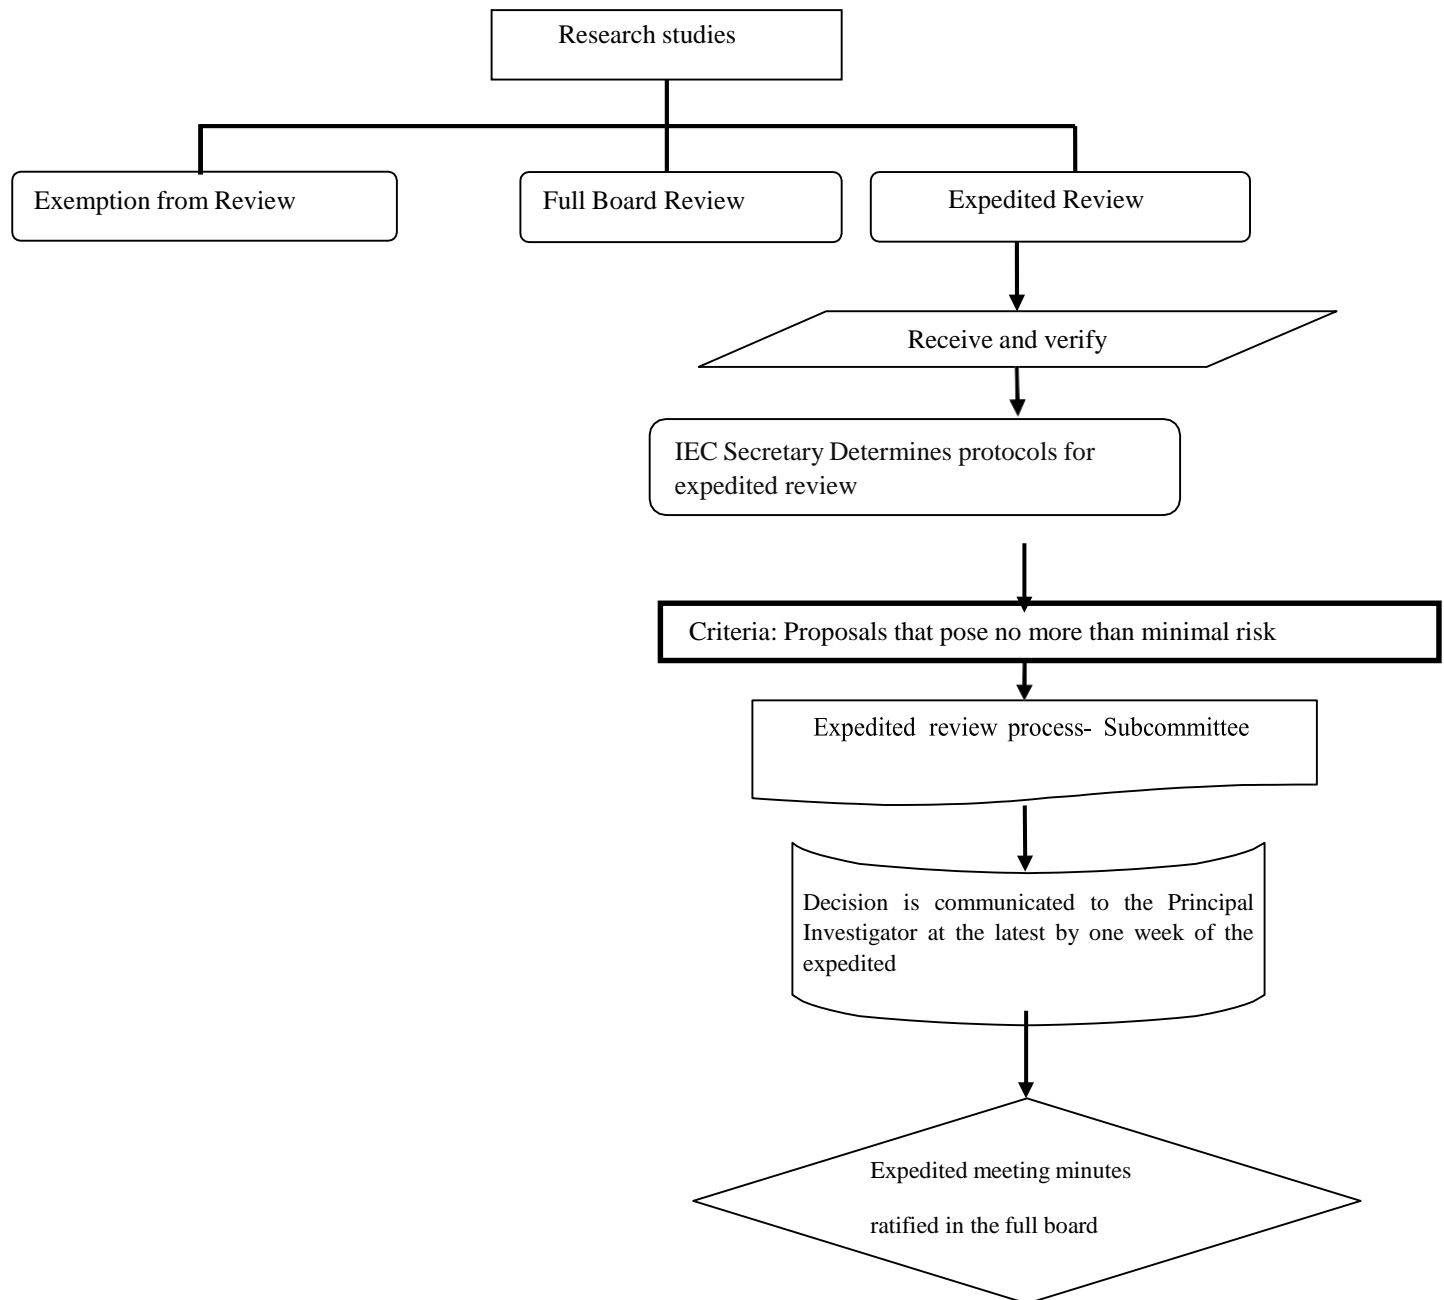 Research studies
Exemption from Review
Full Board Review
Expedited Review
Receive and verify
IEC Secretary Determines protocols for
expedited review
Criteria: Proposals that pose no more than minimal risk
Expedited review process- Subcommittee
Decision is communicated to the Principal
Investigator at the latest by one week of the
expedited
Expedited meeting minutes
ratified in the full board